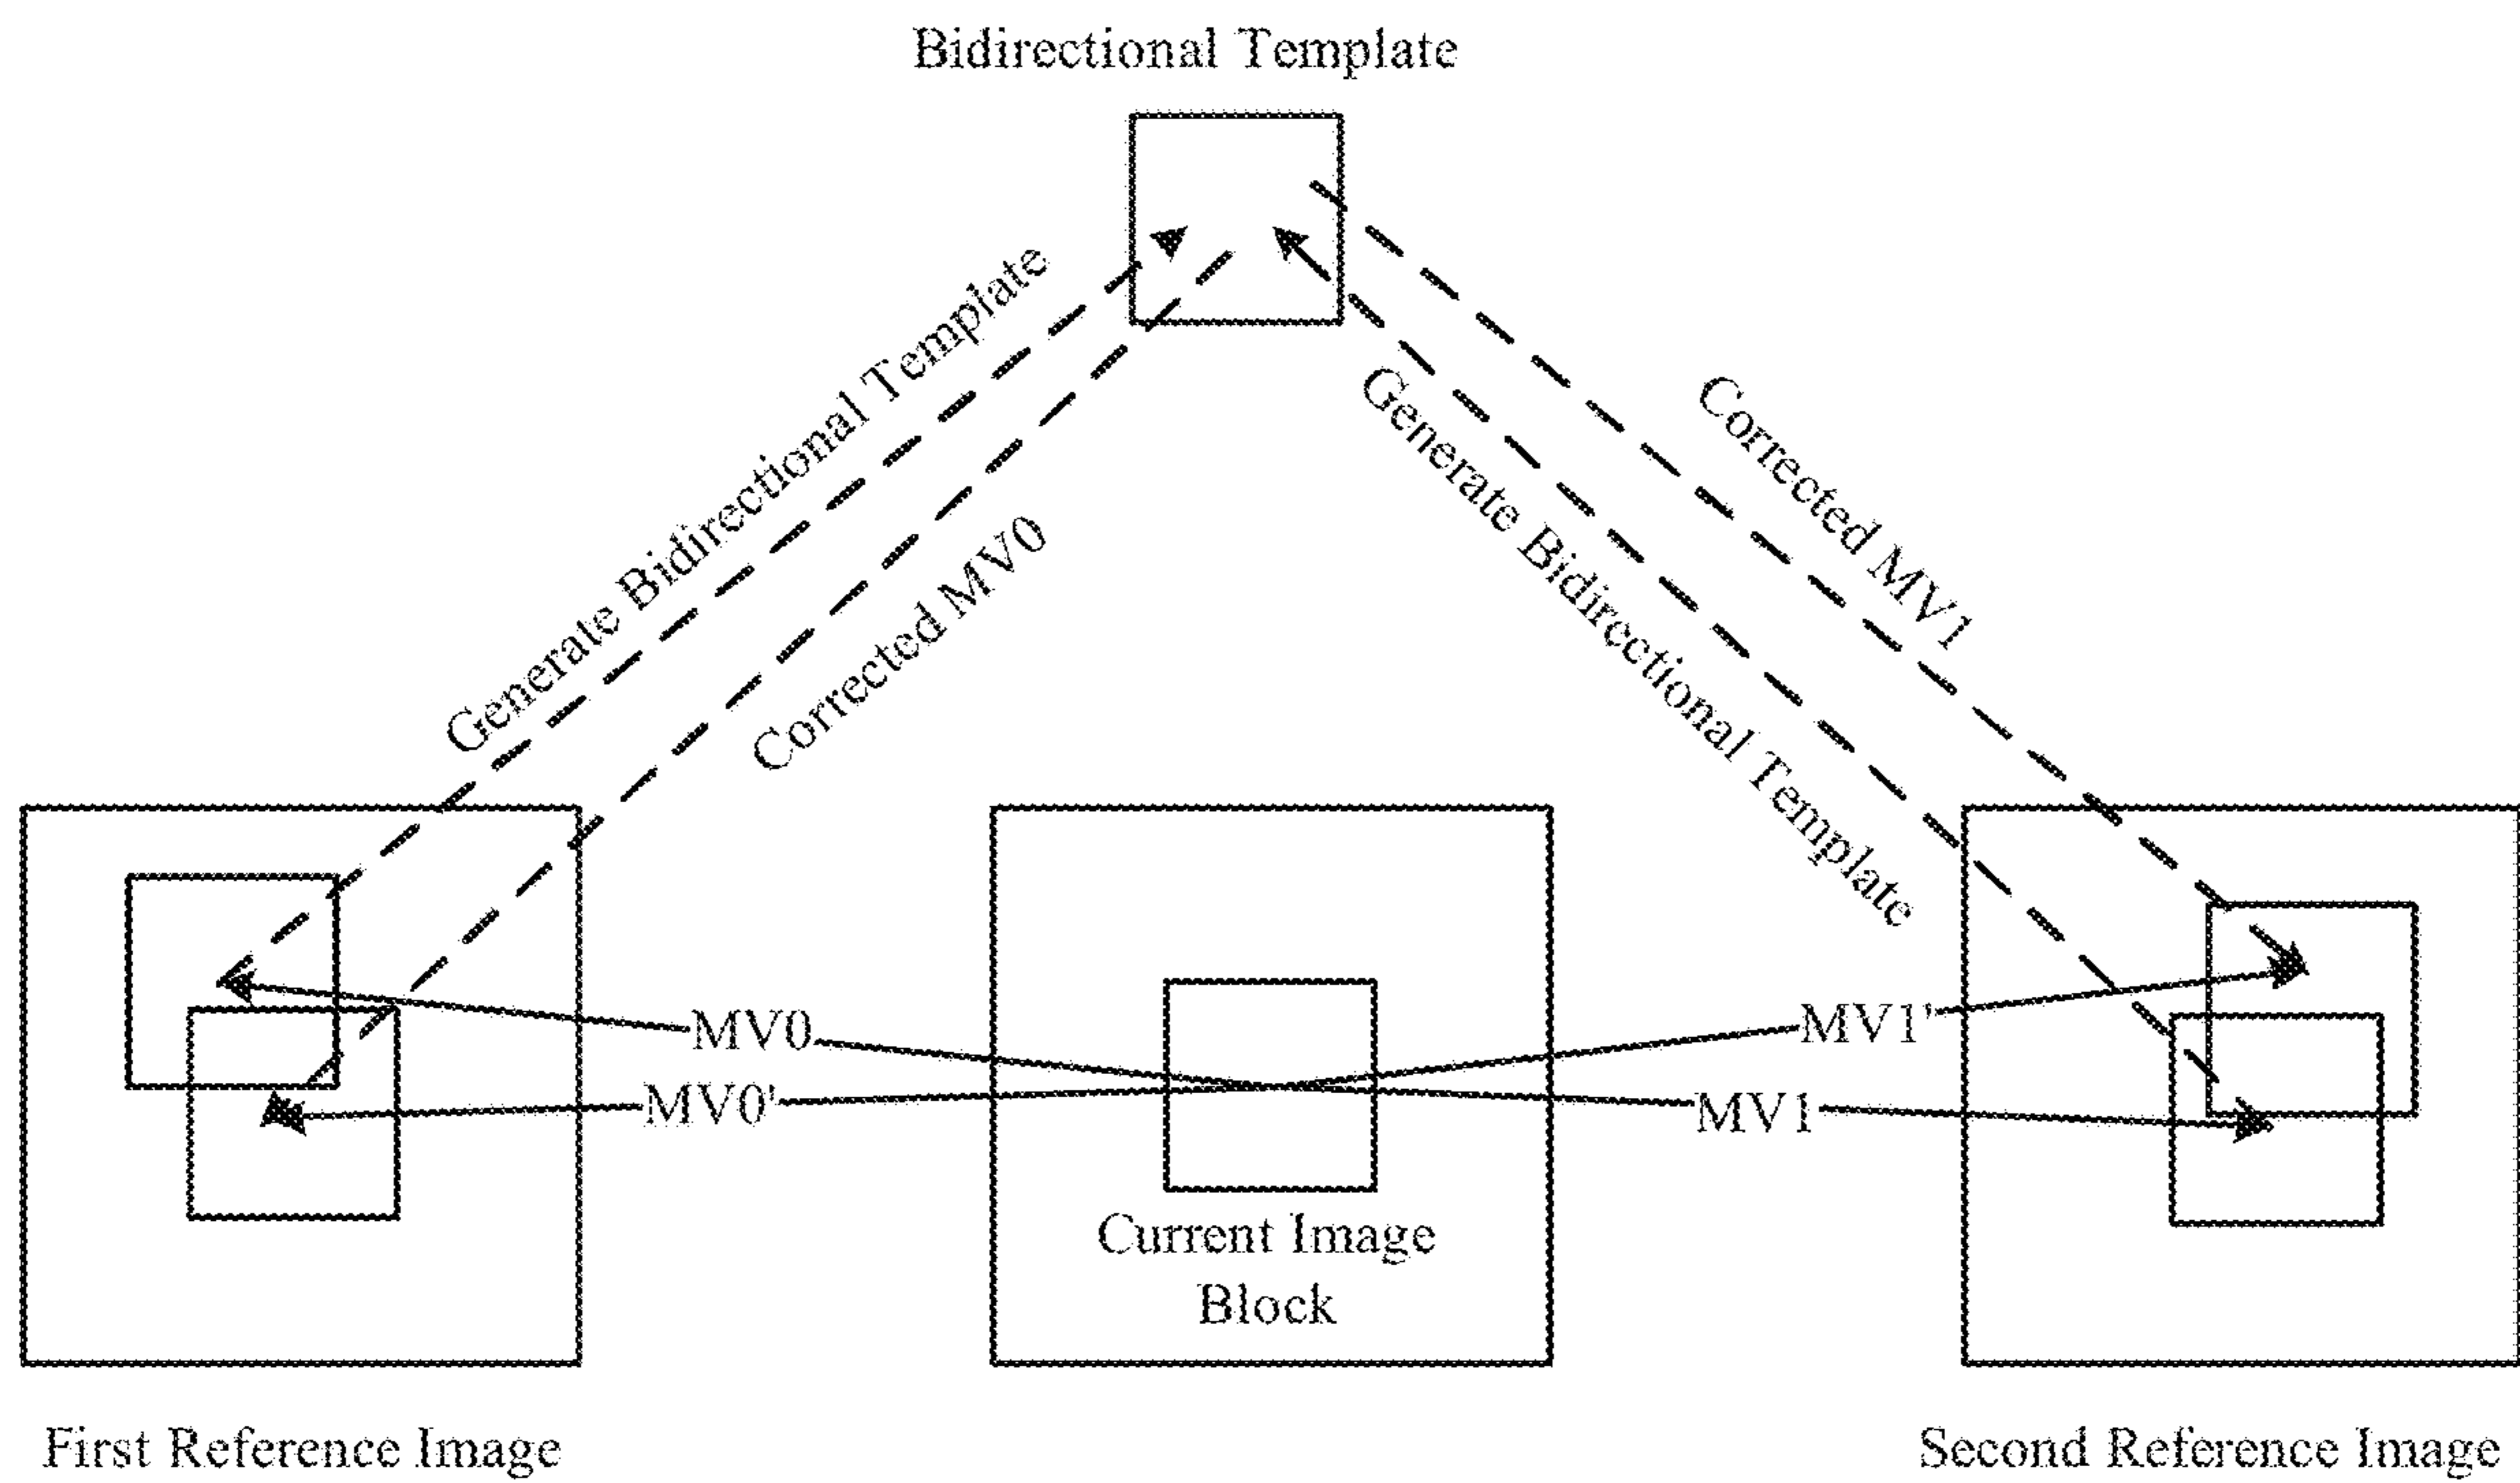 Bidirectional Template
Generate Bidirectional Template
Corrected MV0
Generate Bidirectional Template
Corrected MV1
MV0
MV0'
MV1'
MV1
Current Image
Block
First Reference Image
Second Reference Image